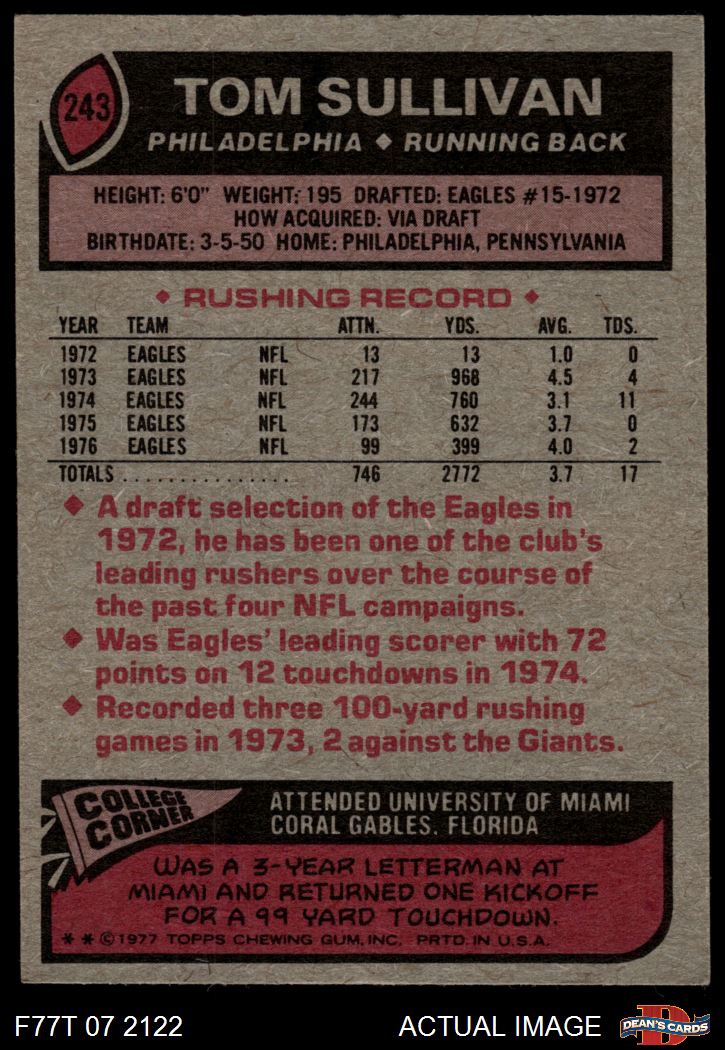 243
TOM SULLIVAN
PHILADELPHIA ◆ RUNNING BACK
HEIGHT: 6'0" WEIGHT: 195 DRAFTED: EAGLES #15-1972
HOW ACQUIRED: VIA DRAFT
BIRTHDATE: 3-5-50 HOME: PHILADELPHIA, PENNSYLVANIA
◆ RUSHING RECORD ◆
YEAR TEAM ATTN. YDS. AVG. TDS.
1972 EAGLES NFL 13 13 1.0 0
1973 EAGLES NFL 217 968 4.5 4
1974 EAGLES NFL 244 760 3.1 11
1975 EAGLES NFL 173 632 3.7 0
1976 EAGLES NFL 99 399 4.0 2
TOTALS ............... 746 2772 3.7 17
◆ A draft selection of the Eagles in
1972, he has been one of the club's
leading rushers over the course of
the past four NFL campaigns.
◆ Was Eagles' leading scorer with 72
points on 12 touchdowns in 1974.
◆ Recorded three 100-yard rushing
games in 1973, 2 against the Giants.
COLLEGE
CORNER
ATTENDED UNIVERSITY OF MIAMI
CORAL GABLES, FLORIDA
WAS A 3-YEAR LETTERMAN AT
MIAMI AND RETURNED ONE KICKOFF
FOR A 99 YARD TOUCHDOWN.
* * © 1977 TOPPS CHEWING GUM, INC. PRTD. IN U.S.A.
F77T 07 2122 ACTUAL IMAGE
D
DEAN'S CARDS